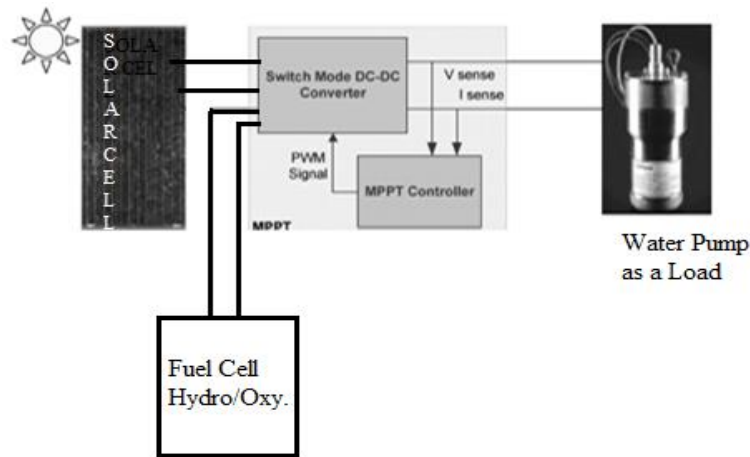 SOLARCELL
SOLA
CEL
Switch Mode DC-DC
Converter
V sense
I sense
PWM
Signal
MPPT Controller
MPPT
Water Pump
as a Load
Fuel Cell
Hydro/Oxy.